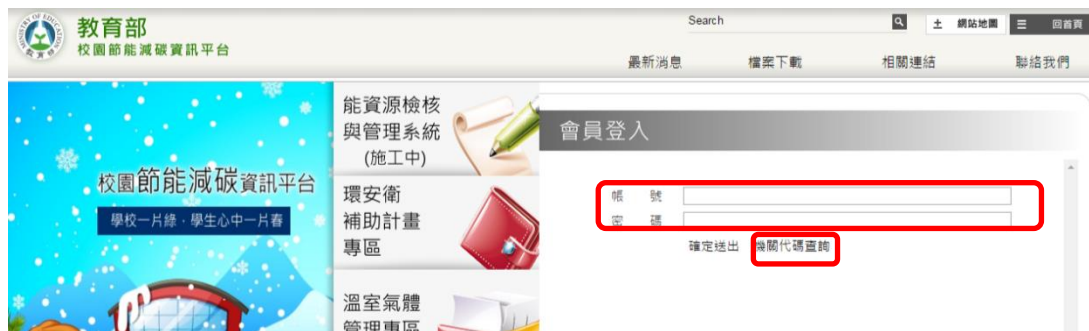 教育部
校園節能減碳資訊平台
Search
網站地圖
回首頁
最新消息
檔案下載
相關連結
聯絡我們
校園節能減碳資訊平台
學校一片綠．學生心中一片春
能資源檢核
與管理系統
(施工中)
環安衛
補助計畫
專區
溫室氣體
管理專區
會員登入
帳 號
密 碼
確定送出
機關代碼查詢